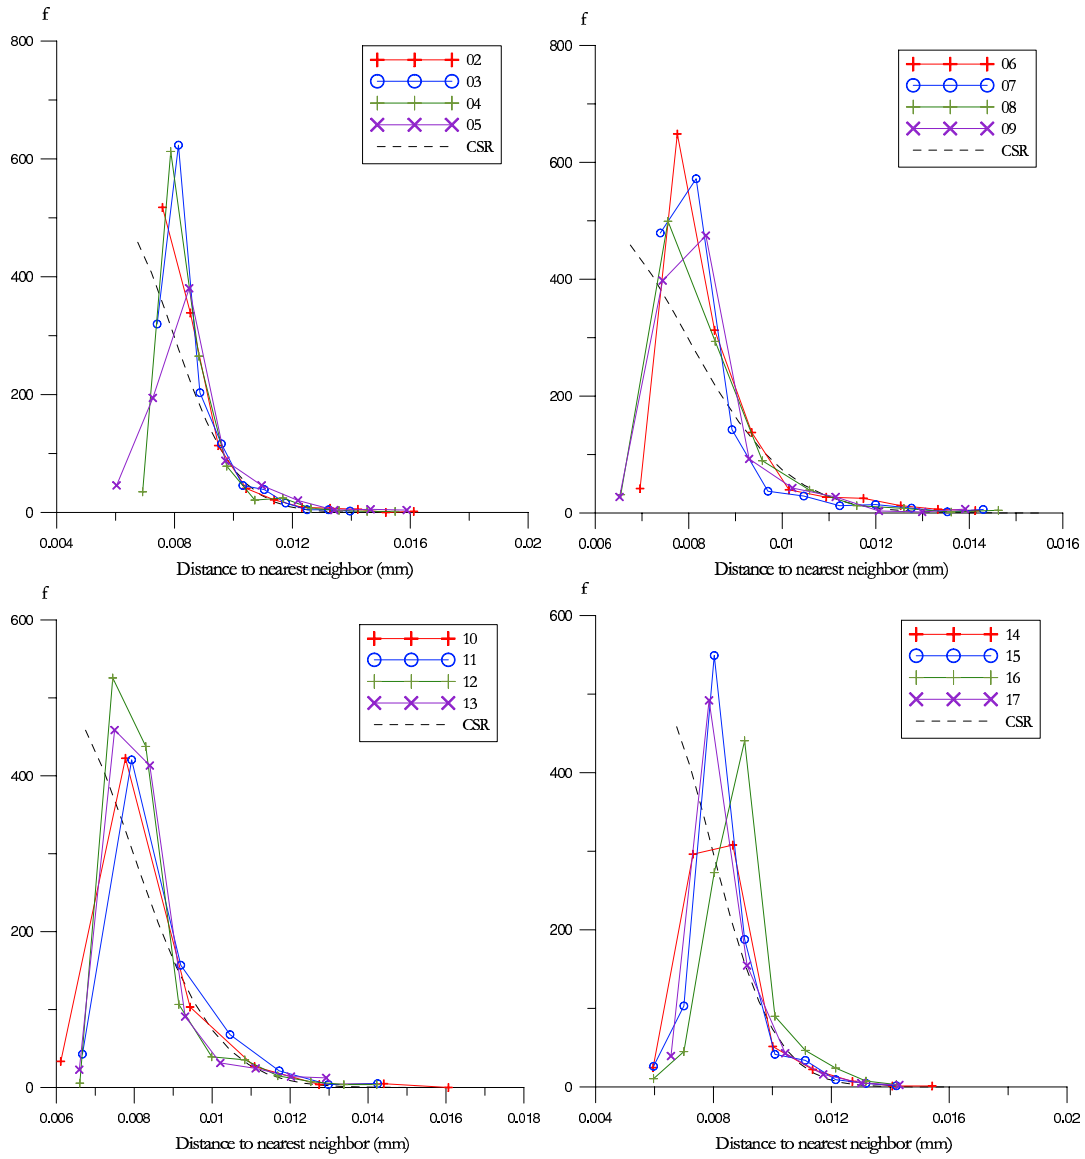 f
800
600
400
200
0
0.004 0.008 0.012 0.016 0.02
Distance to nearest neighbor (mm)
02
03
04
05
CSR
f
800
600
400
200
0
0.006 0.008 0.01 0.012 0.014 0.016
Distance to nearest neighbor (mm)
06
07
08
09
CSR
f
600
400
200
0
0.006 0.008 0.01 0.012 0.014 0.016 0.018
Distance to nearest neighbor (mm)
10
11
12
13
CSR
f
600
400
200
0
0.004 0.008 0.012 0.016 0.02
Distance to nearest neighbor (mm)
14
15
16
17
CSR